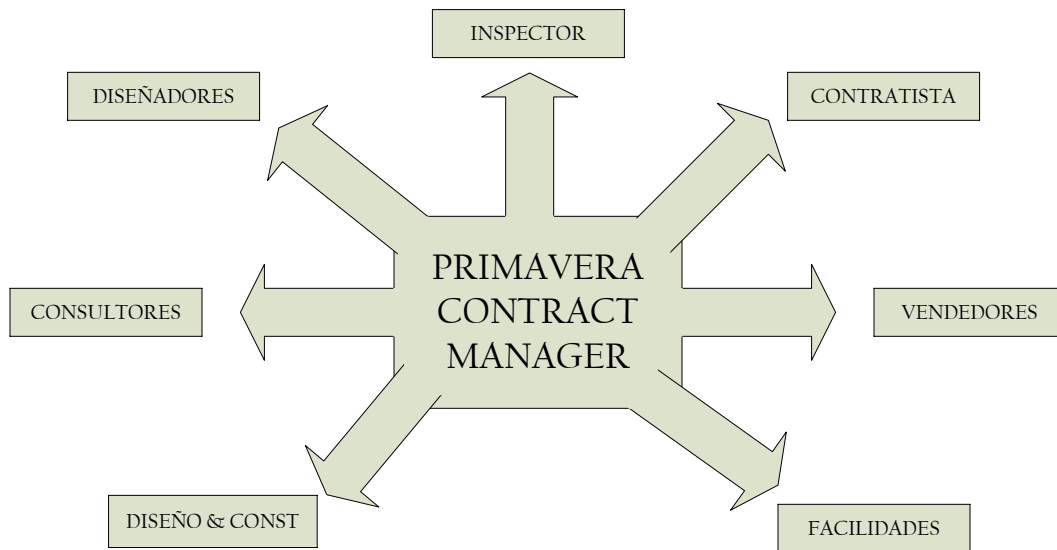 INSPECTOR
DISEÑADORES
CONTRATISTA
PRIMAVERA
CONTRACT
MANAGER
CONSULTORES
VENDEDORES
DISEÑO & CONST
FACILIDADES